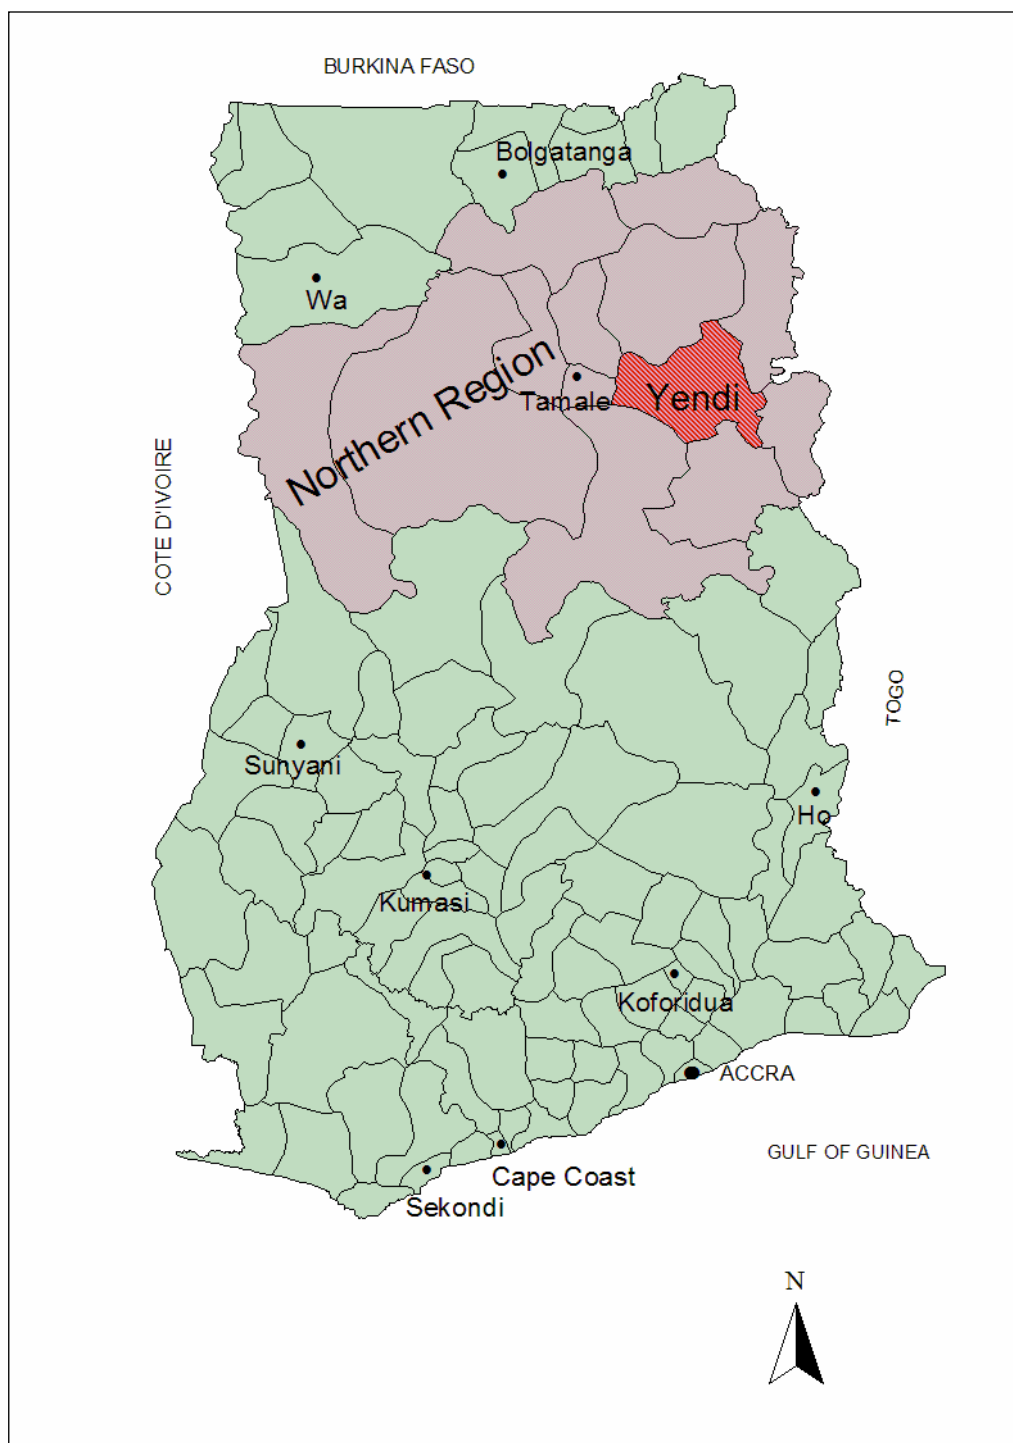 BURKINA FASO
Bolgatanga
Wa
Northern Region
Tamale
Yendi
COTE D'IVOIRE
TOGO
Sunyani
Ho
Kumasi
Koforidua
ACCRA
GULF OF GUINEA
Cape Coast
Sekondi
N